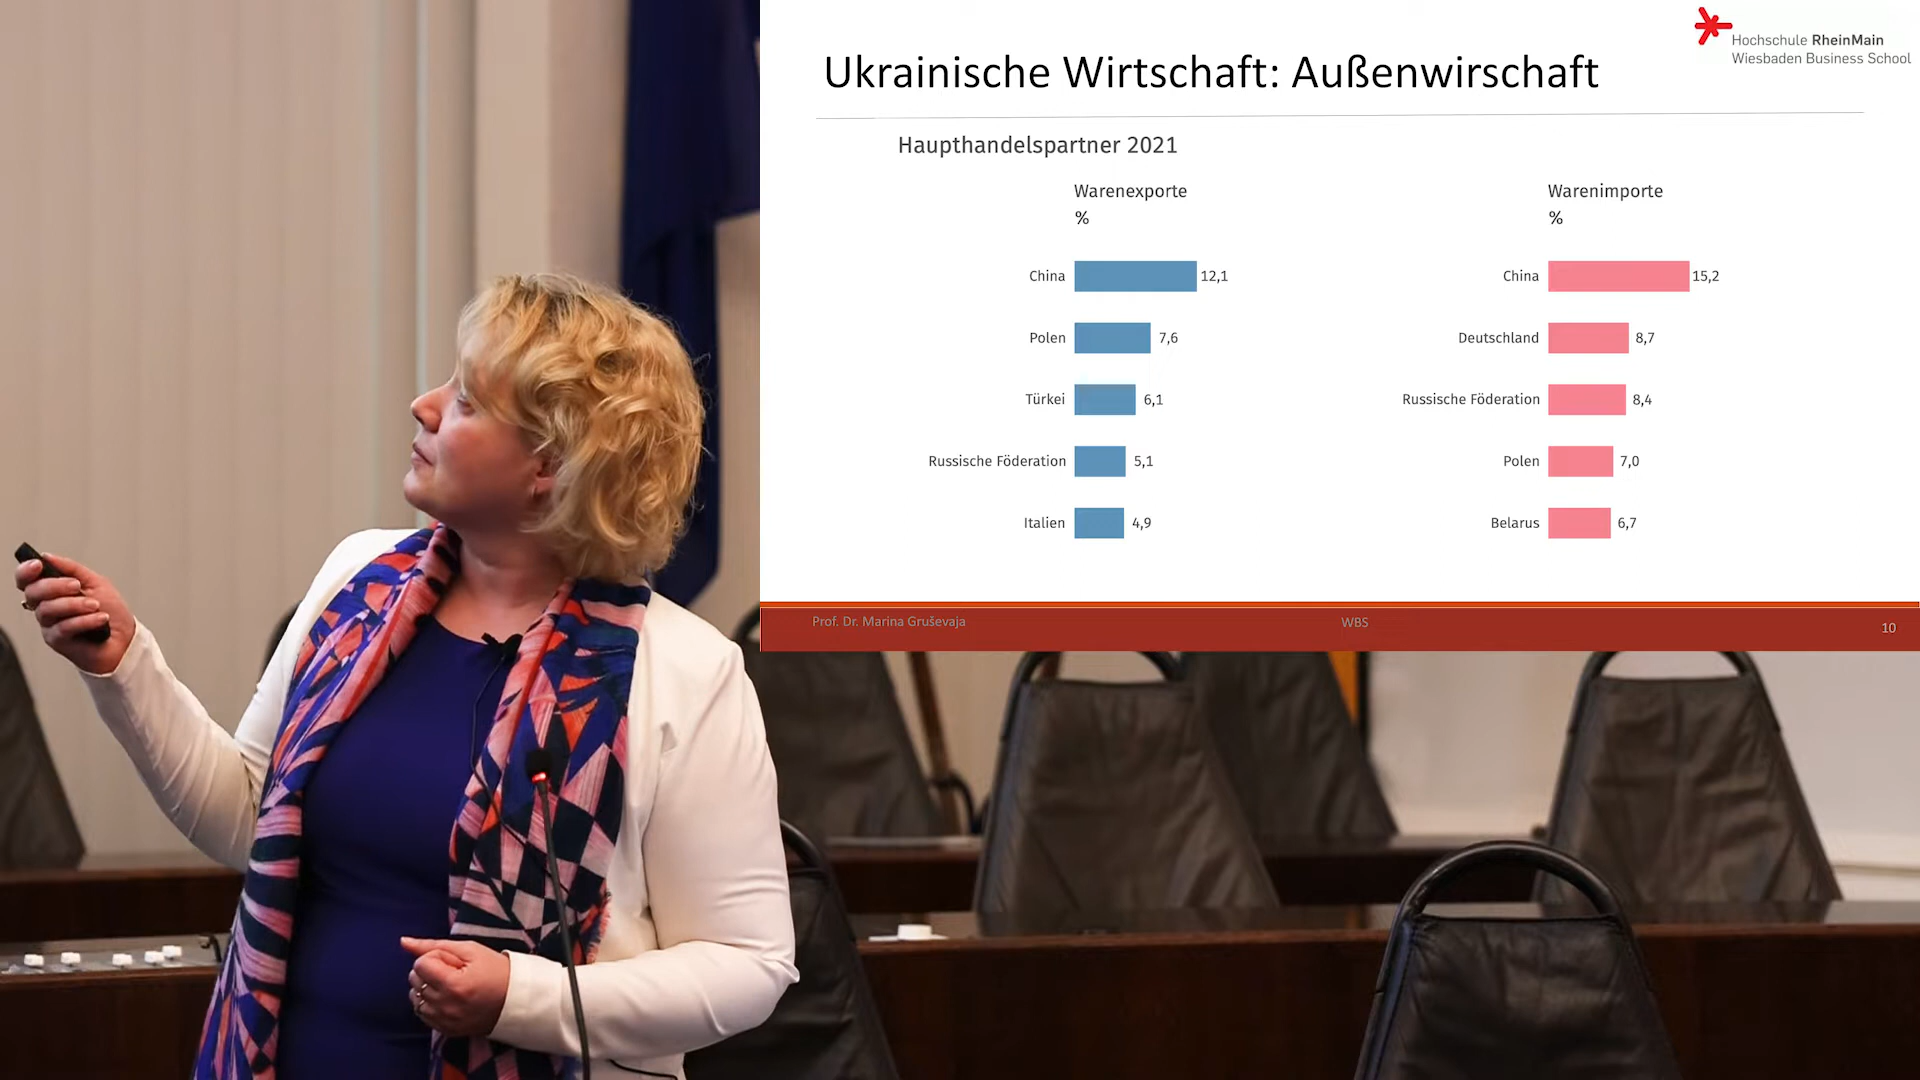 Hochschule RheinMain
Wiesbaden Business School
Ukrainische Wirtschaft: Außenwirschaft
Haupthandelspartner 2021
Warenexporte
%
China 12,1
Polen 7,6
Türkei 6,1
Russische Föderation 5,1
Italien 4,9
Warenimporte
%
China 15,2
Deutschland 8,7
Russische Föderation 8,4
Polen 7,0
Belarus 6,7
Prof. Dr. Marina Gruševaja
WBS
10